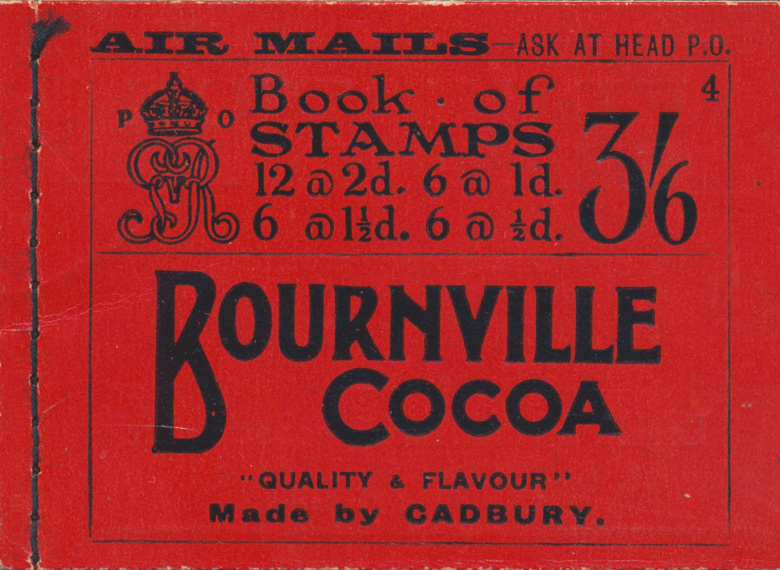 AIR MAILS—ASK AT HEAD P.O.
4
P O
GRI
Book · of
STAMPS
12 @ 2d. 6 @ 1d.
6 @ 1½d. 6 @ ½d.
3/6
BOURNVILLE
COCOA
"QUALITY & FLAVOUR"
Made by CADBURY.